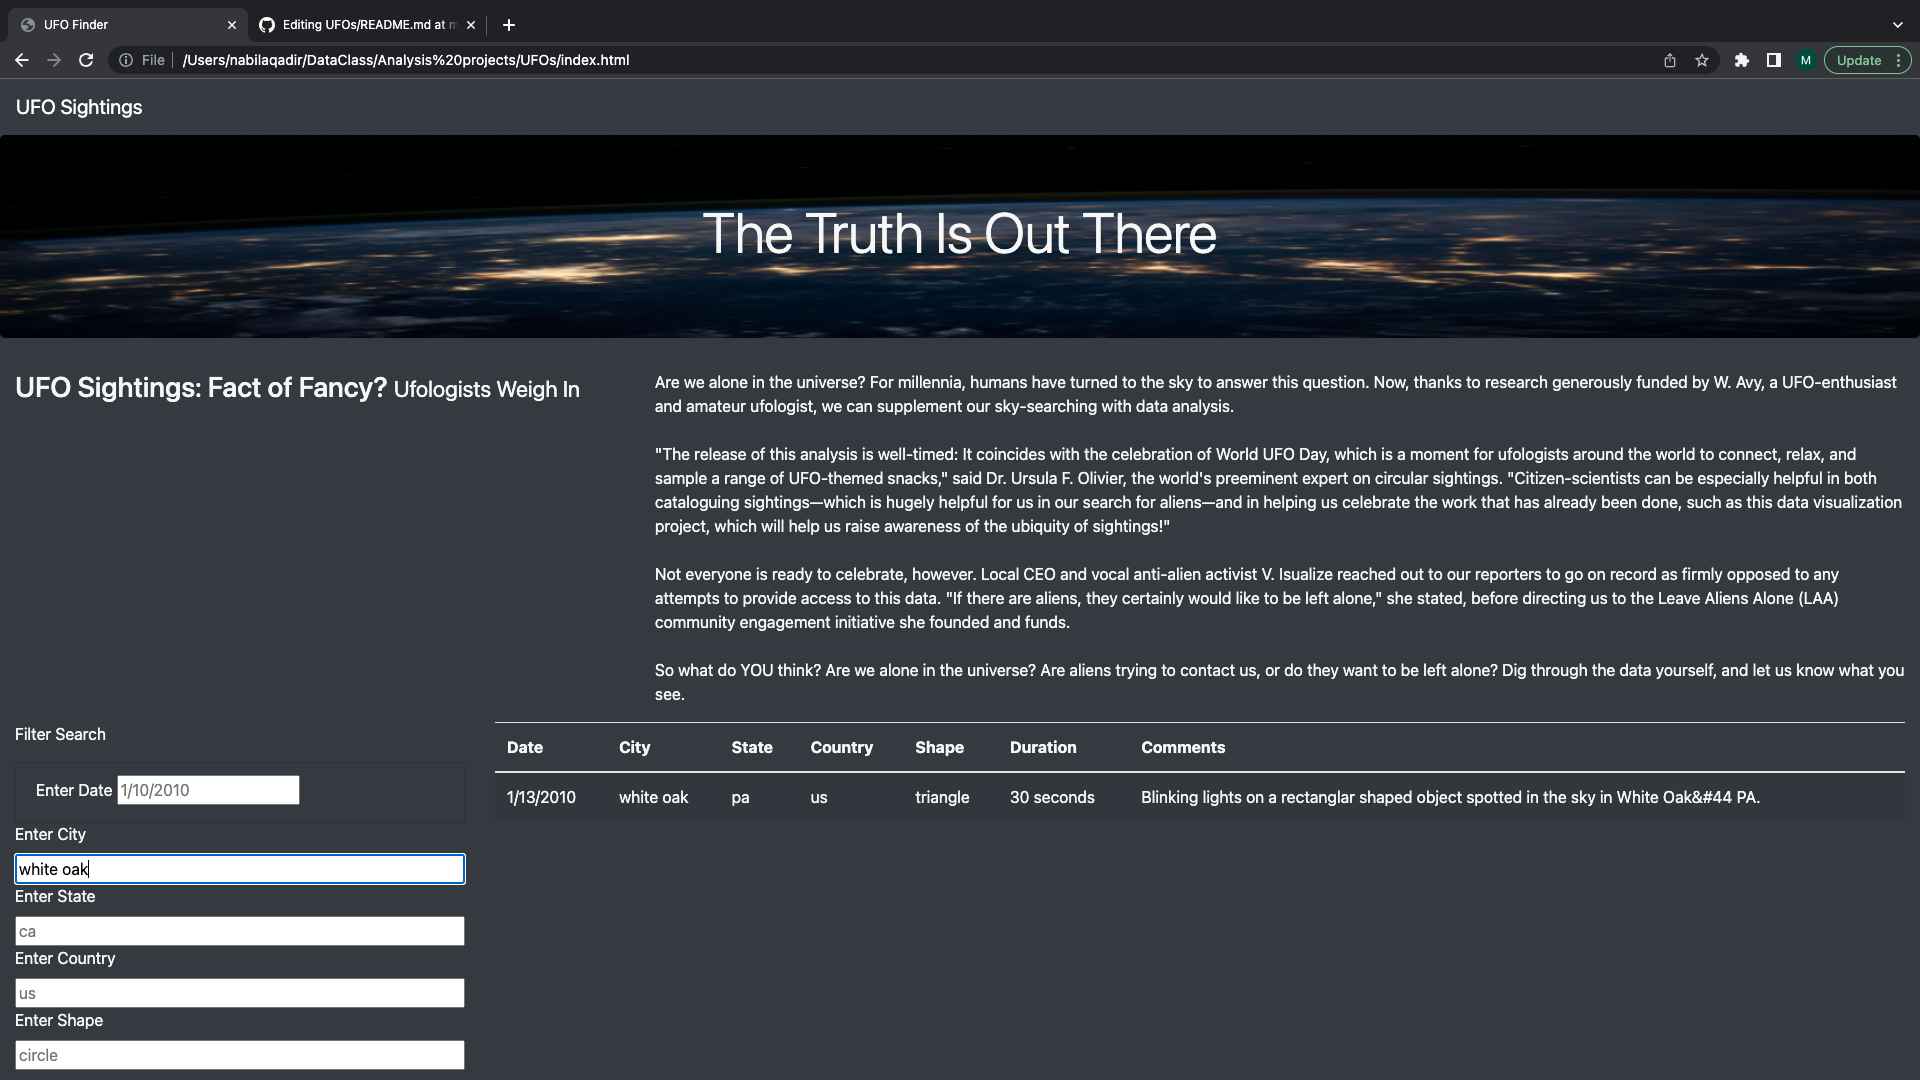 UFO Finder
Editing UFOs/README.md at
File
/Users/nabilaqadir/DataClass/Analysis%20projects/UFOs/index.html
M
Update
UFO Sightings
The Truth Is Out There
UFO Sightings: Fact of Fancy? Ufologists Weigh In
Are we alone in the universe? For millennia, humans have turned to the sky to answer this question. Now, thanks to research generously funded by W. Avy, a UFO-enthusiast
and amateur ufologist, we can supplement our sky-searching with data analysis.
"The release of this analysis is well-timed: It coincides with the celebration of World UFO Day, which is a moment for ufologists around the world to connect, relax, and
sample a range of UFO-themed snacks," said Dr. Ursula F. Olivier, the world's preeminent expert on circular sightings. "Citizen-scientists can be especially helpful in both
cataloguing sightings—which is hugely helpful for us in our search for aliens—and in helping us celebrate the work that has already been done, such as this data visualization
project, which will help us raise awareness of the ubiquity of sightings!"
Not everyone is ready to celebrate, however. Local CEO and vocal anti-alien activist V. Isualize reached out to our reporters to go on record as firmly opposed to any
attempts to provide access to this data. "If there are aliens, they certainly would like to be left alone," she stated, before directing us to the Leave Aliens Alone (LAA)
community engagement initiative she founded and funds.
So what do YOU think? Are we alone in the universe? Are aliens trying to contact us, or do they want to be left alone? Dig through the data yourself, and let us know what you
see.
Filter Search
Enter Date 1/10/2010
Enter City
white oak
Enter State
ca
Enter Country
us
Enter Shape
circle
Date City State Country Shape Duration Comments
1/13/2010 white oak pa us triangle 30 seconds Blinking lights on a rectanglar shaped object spotted in the sky in White Oak&#44 PA.